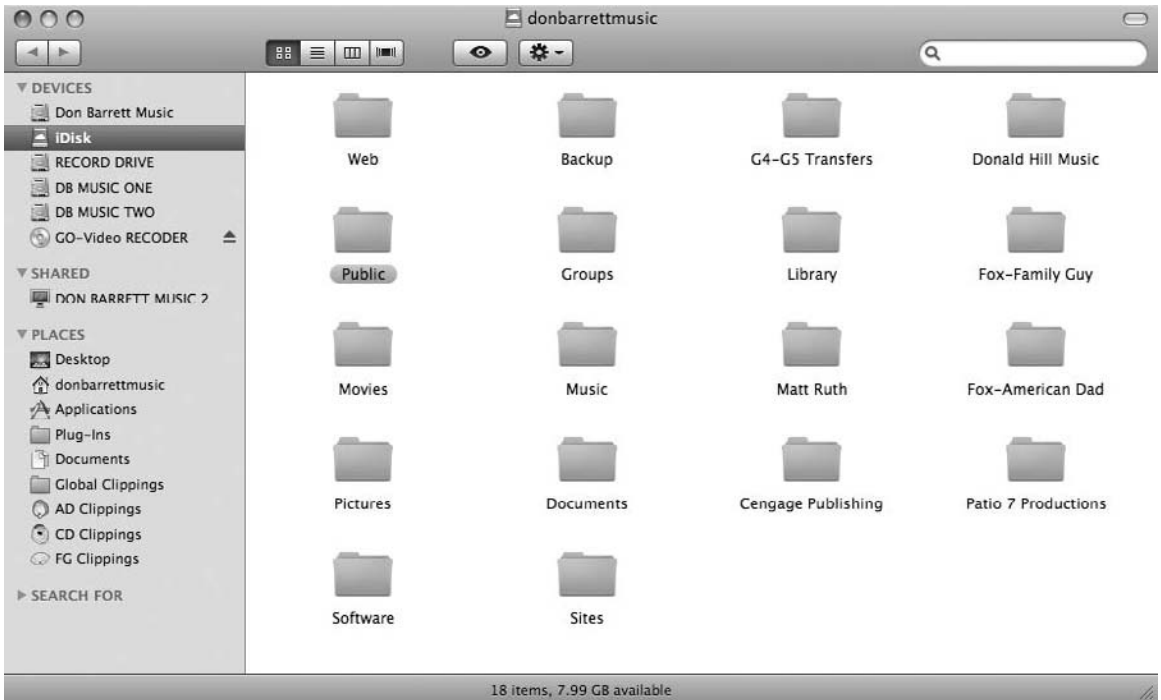 donbarrettmusic
DEVICES
Don Barrett Music
iDisk
RECORD DRIVE
DB MUSIC ONE
DB MUSIC TWO
GO-Video RECODER
SHARED
DON BARRETT MUSIC 2
PLACES
Desktop
donbarrettmusic
Applications
Plug-Ins
Documents
Global Clippings
AD Clippings
CD Clippings
FG Clippings
SEARCH FOR
Web Backup G4-G5 Transfers Donald Hill Music
Public Groups Library Fox-Family Guy
Movies Music Matt Ruth Fox-American Dad
Pictures Documents Cengage Publishing Patio 7 Productions
Software Sites
18 items, 7.99 GB available